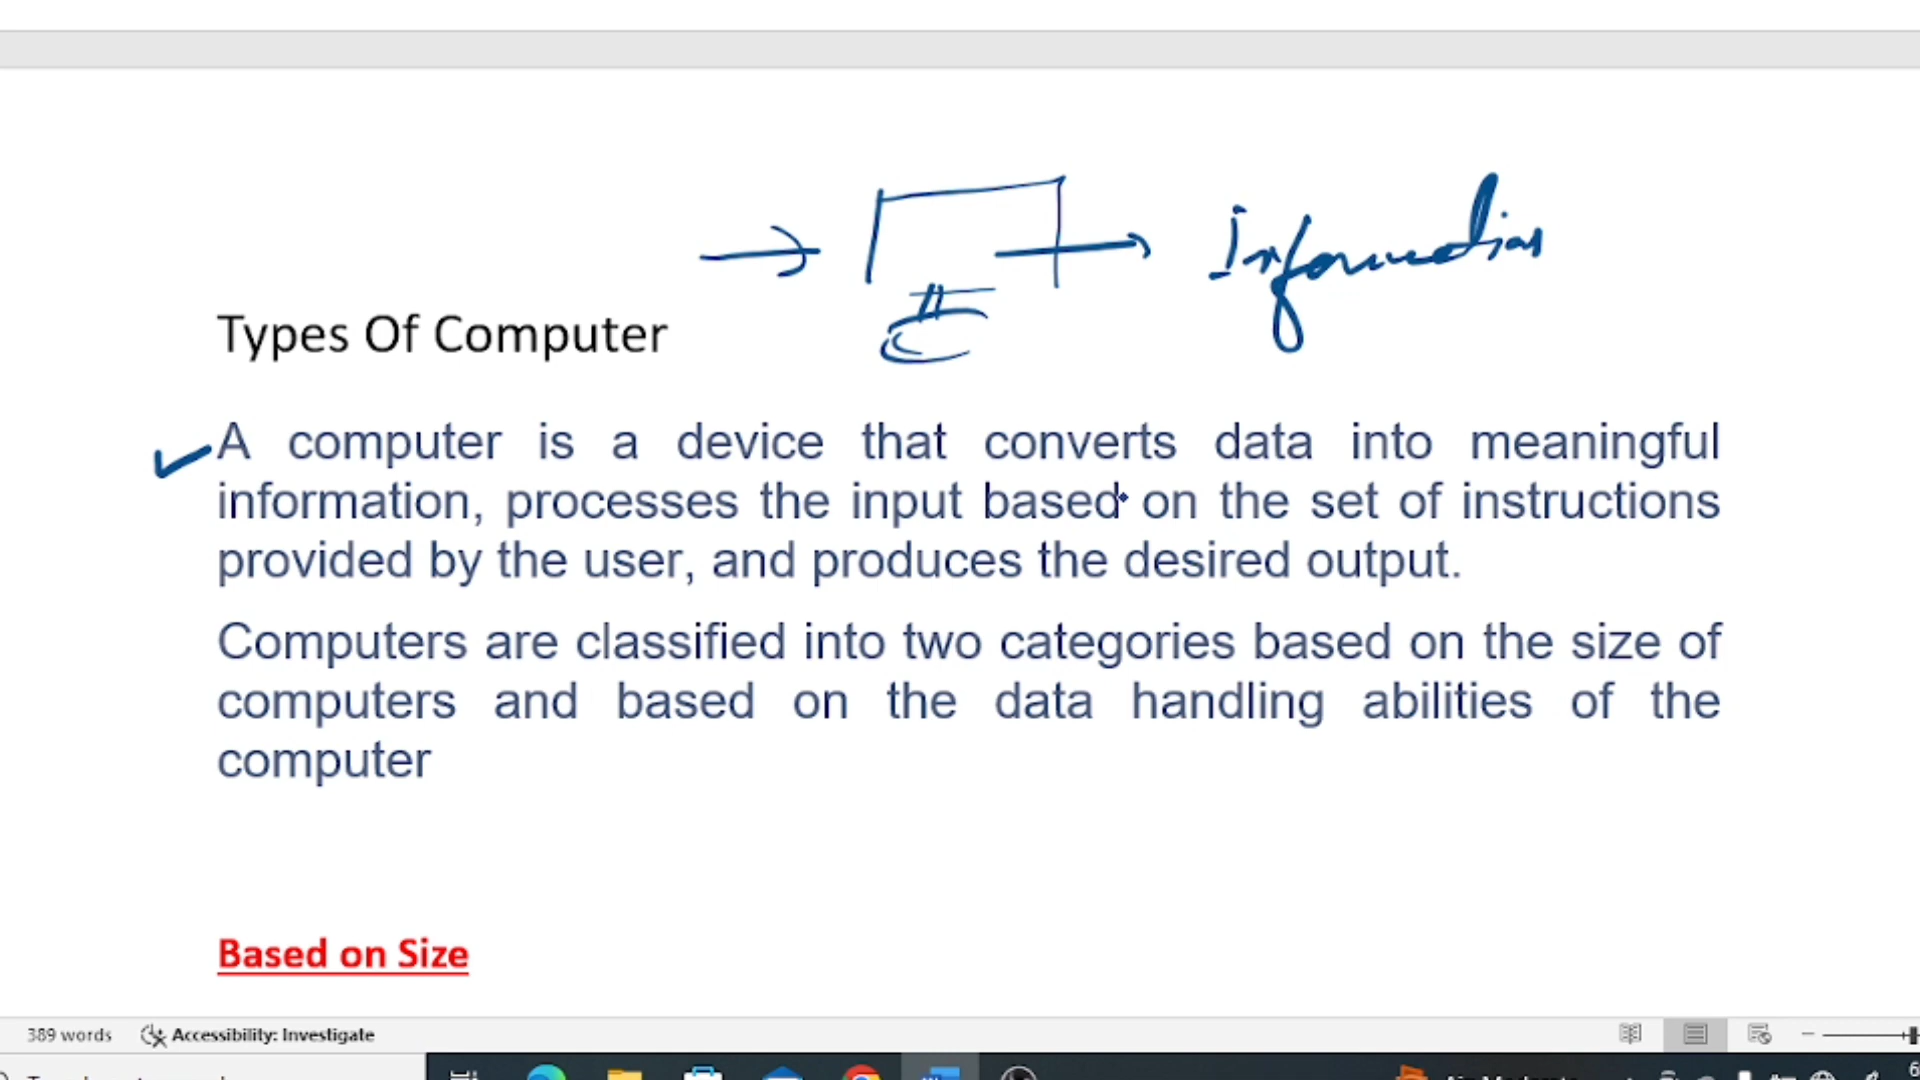 Information
Types Of Computer
A computer is a device that converts data into meaningful
information, processes the input based on the set of instructions
provided by the user, and produces the desired output.
Computers are classified into two categories based on the size of
computers and based on the data handling abilities of the
computer
Based on Size
389 words Accessibility: Investigate